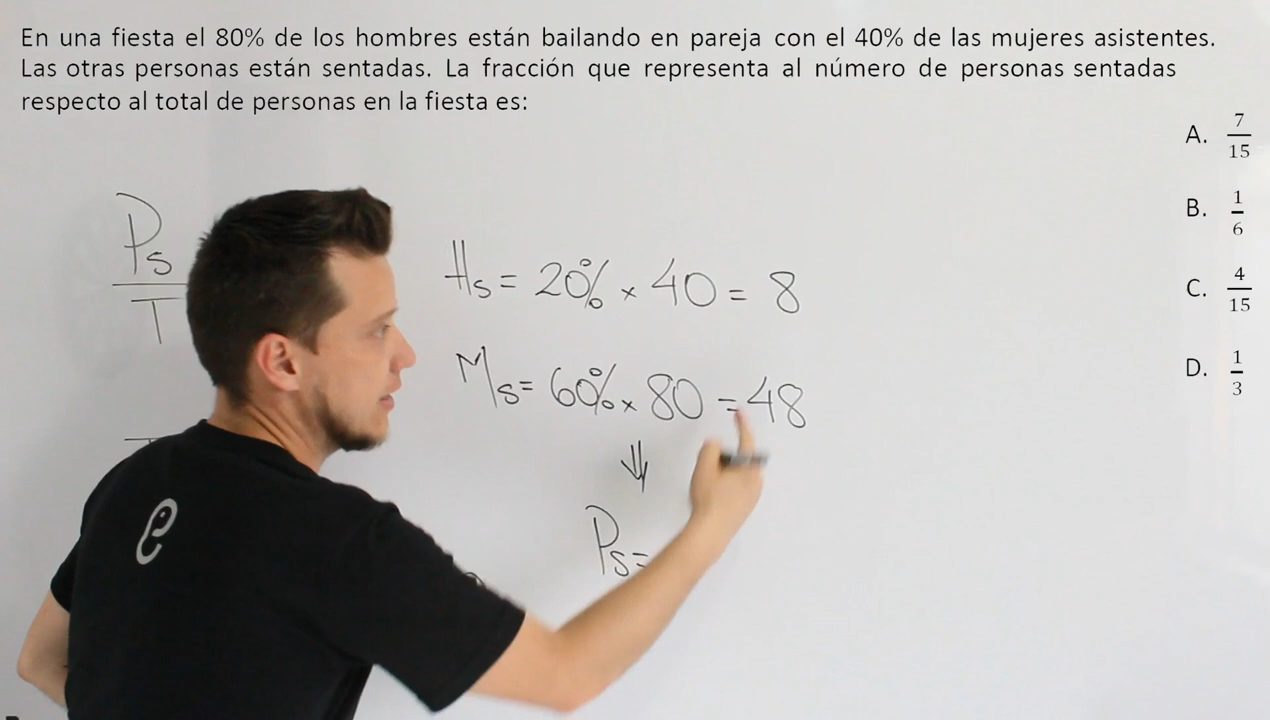 En una fiesta el 80% de los hombres están bailando en pareja con el 40% de las mujeres asistentes.
Las otras personas están sentadas. La fracción que representa al número de personas sentadas
respecto al total de personas en la fiesta es:
A. 7/15
B. 1/6
C. 4/15
D. 1/3
Ps/T
Hs = 20% × 40 = 8
Ms = 60% × 80 = 48
⇓
Ps=
e